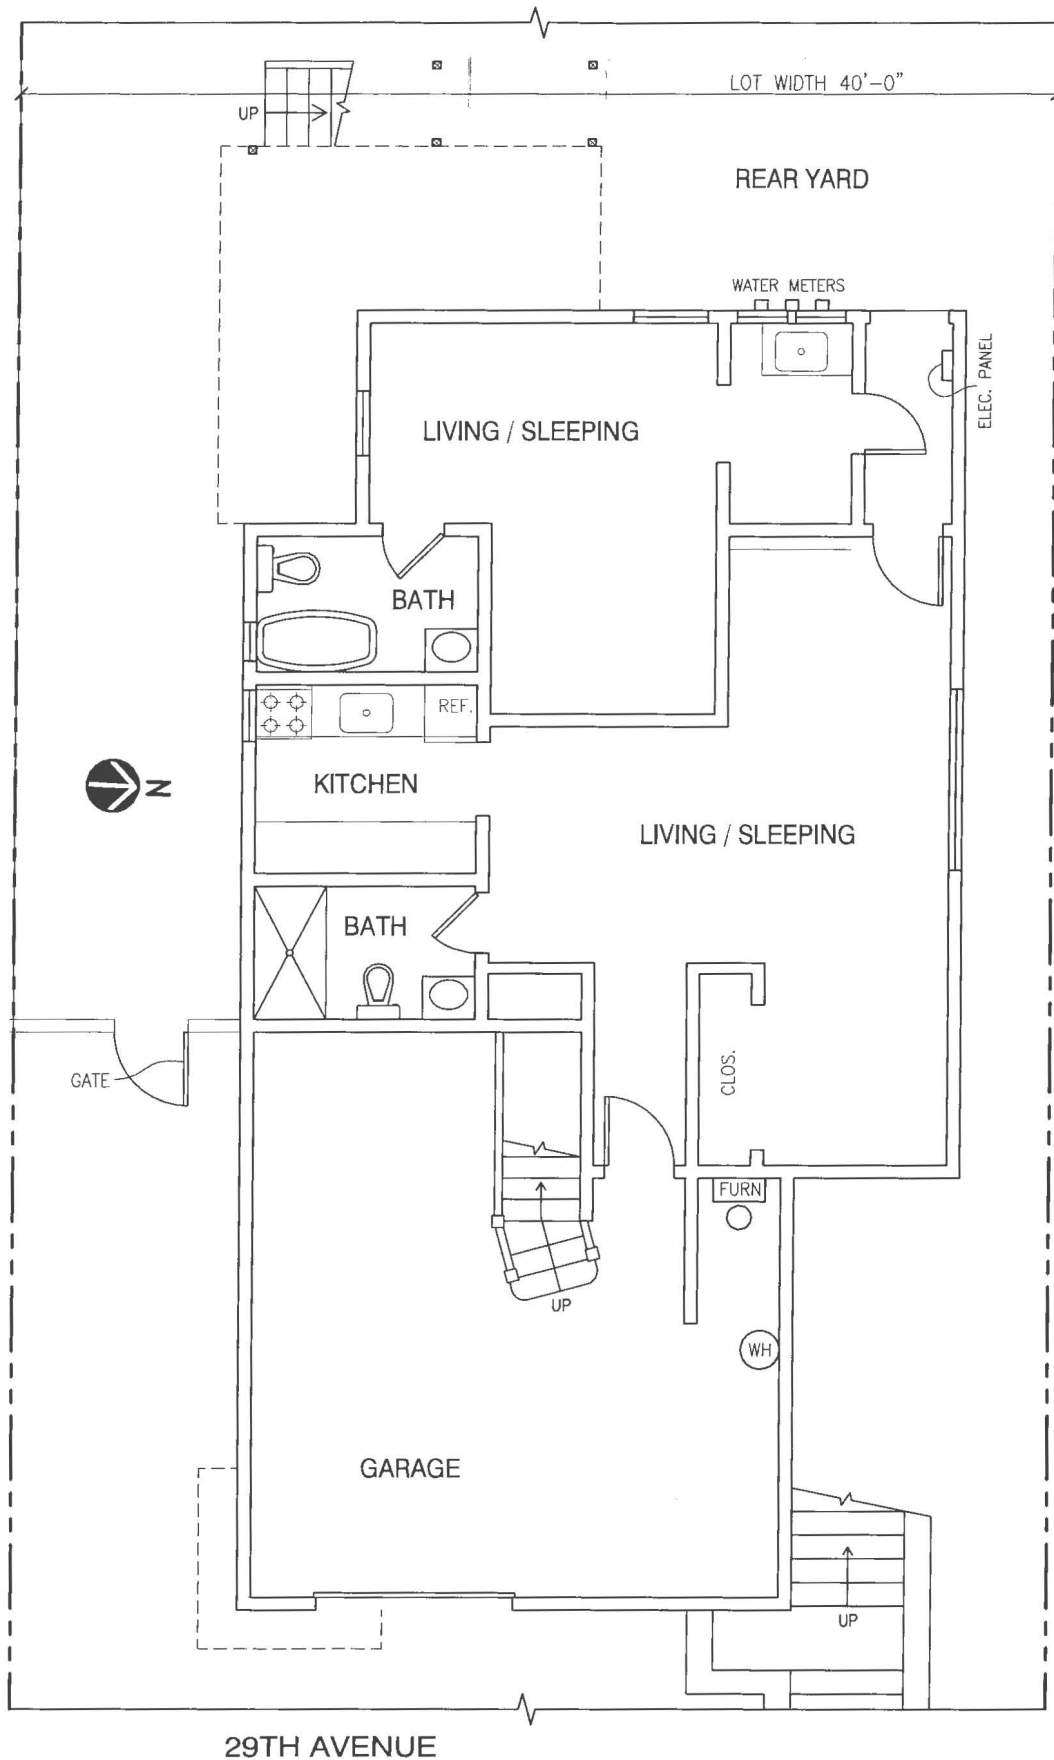 LOT WIDTH 40'-0"
UP
REAR YARD
WATER METERS
ELEC. PANEL
LIVING / SLEEPING
BATH
REF.
KITCHEN
N
LIVING / SLEEPING
BATH
GATE
CLOS.
FURN
UP
WH
GARAGE
UP
29TH AVENUE